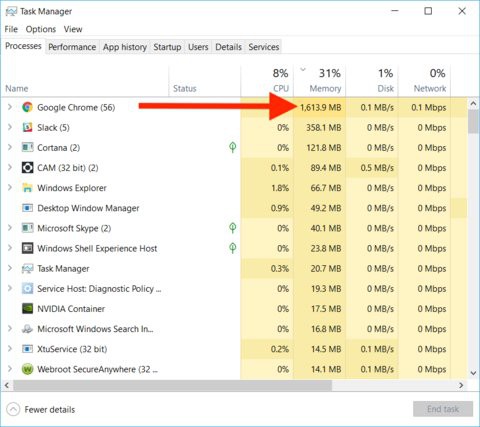 Task Manager
File Options View
Processes Performance App history Startup Users Details Services
8% 31% 1% 0%
Name Status CPU Memory Disk Network
Google Chrome (56) 1,613.9 MB 0.1 MB/s 0.1 Mbps
Slack (5) 0% 358.1 MB 0 MB/s 0 Mbps
Cortana (2) 0% 121.8 MB 0 MB/s 0 Mbps
CAM (32 bit) (2) 0.1% 89.4 MB 0.5 MB/s 0 Mbps
Windows Explorer 1.8% 66.7 MB 0 MB/s 0 Mbps
Desktop Window Manager 0.9% 49.2 MB 0 MB/s 0 Mbps
Microsoft Skype (2) 0% 40.1 MB 0 MB/s 0 Mbps
Windows Shell Experience Host 0% 23.8 MB 0 MB/s 0 Mbps
Task Manager 0.3% 20.7 MB 0 MB/s 0 Mbps
Service Host: Diagnostic Policy ... 0% 19.3 MB 0 MB/s 0 Mbps
NVIDIA Container 0% 17.5 MB 0 MB/s 0 Mbps
Microsoft Windows Search In... 0% 16.8 MB 0 MB/s 0 Mbps
XtuService (32 bit) 0.2% 14.5 MB 0.1 MB/s 0 Mbps
Webroot SecureAnywhere (32 ... 0% 14.1 MB 0.1 MB/s 0 Mbps
Fewer details End task